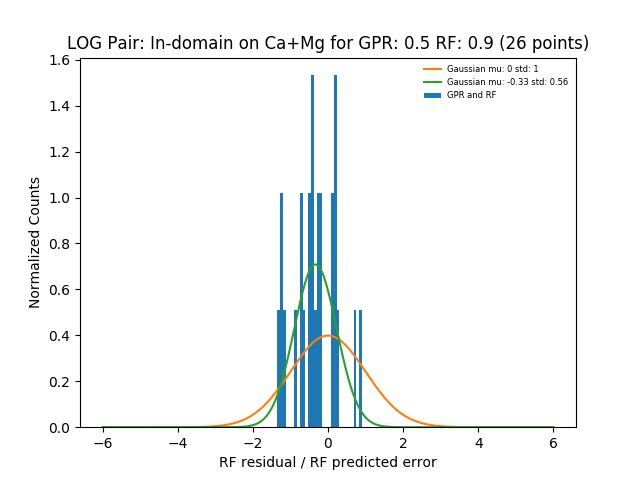 LOG Pair: In-domain on Ca+Mg for GPR: 0.5 RF: 0.9 (26 points)
Gaussian mu: 0 std: 1
Gaussian mu: -0.33 std: 0.56
GPR and RF
Normalized Counts
1.6
1.4
1.2
1.0
0.8
0.6
0.4
0.2
0.0
−6 −4 −2 0 2 4 6
RF residual / RF predicted error